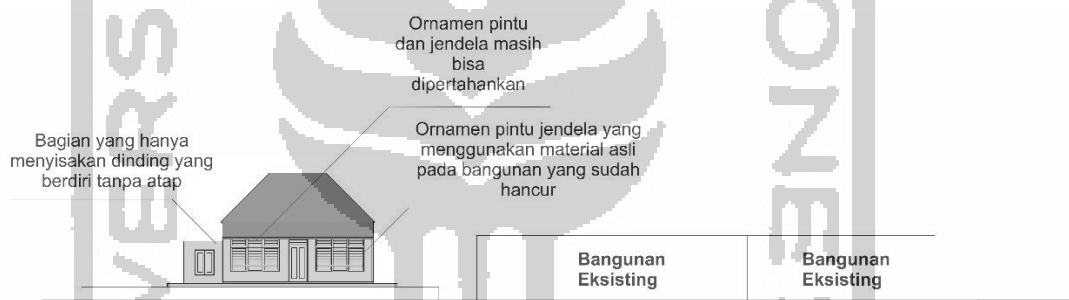 Ornamen pintu
dan jendela masih
bisa
dipertahankan
Bagian yang hanya
menyisakan dinding yang
berdiri tanpa atap
Ornamen pintu jendela yang
menggunakan material asli
pada bangunan yang sudah
hancur
Bangunan
Eksisting
Bangunan
Eksisting